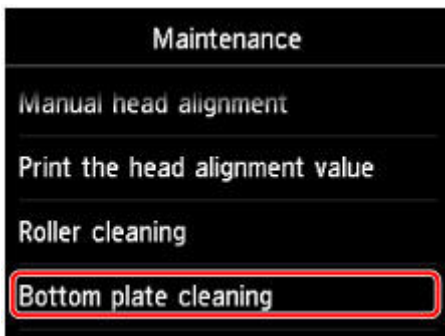 Maintenance
Manual head alignment
Print the head alignment value
Roller cleaning
Bottom plate cleaning